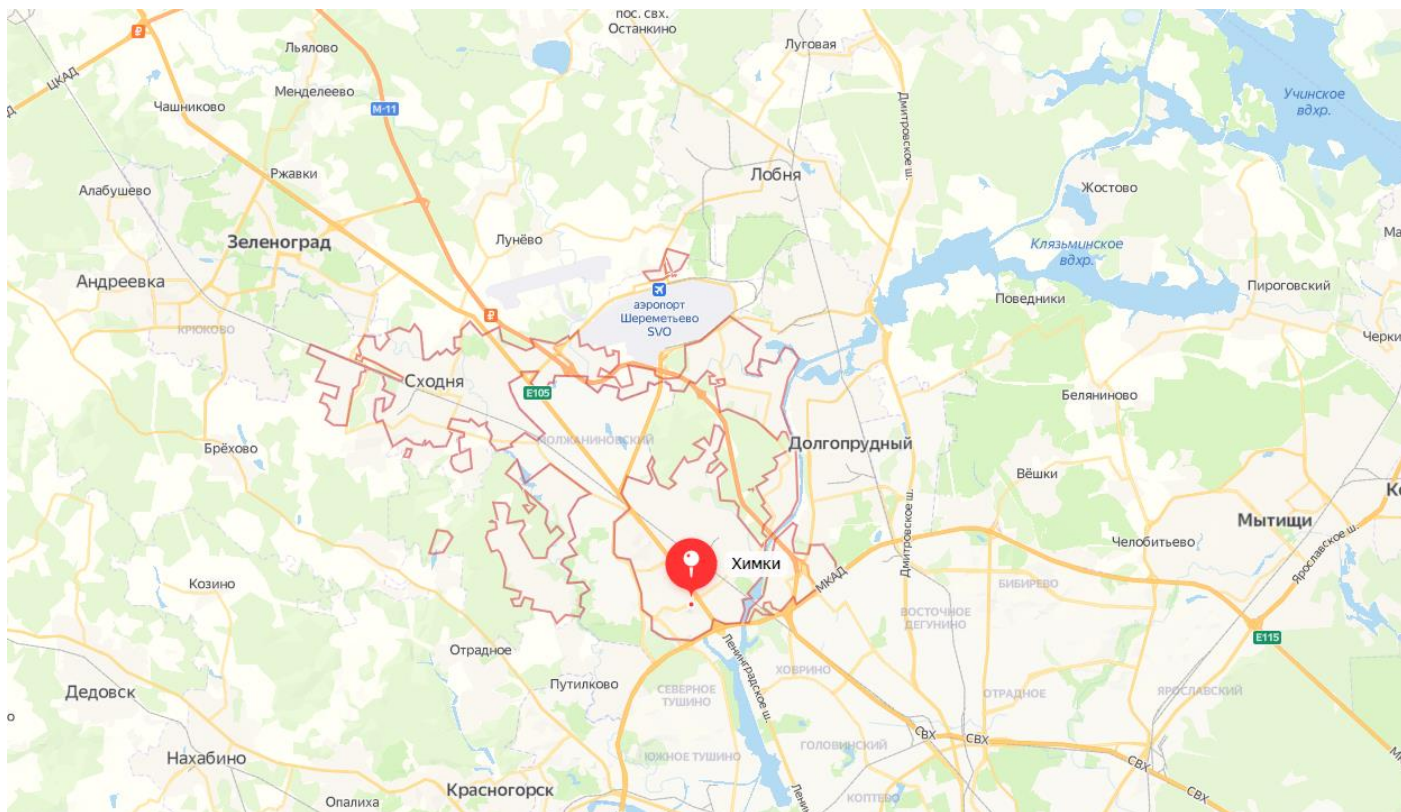 пос. свх.
Останкино
Льялово
Луговая
ЦКАД
Менделеево
Чашниково
М-11
Дмитровское ш.
Учинское
вдхр.
Ржавки
Лобня
Алабушево
Жостово
Зеленоград
Лунёво
Клязьминское
вдхр.
Андреевка
аэропорт
Шереметьево
SVO
Поведники
Пироговский
КРЮКОВО
Черки
Сходня
E105
Беляниново
МОЛЖАНИНОВСКИЙ
Долгопрудный
Брёхово
Вёшки
Мытищи
Дмитровское ш.
Ярославское ш.
Химки
Челобитьево
МКАД
БИБИРЕВО
Козино
ВОСТОЧНОЕ
ДЕГУНИНО
E115
Отрадное
Ленинградское ш.
ХОВРИНО
Путилково
СЕВЕРНОЕ
ТУШИНО
ОТРАДНОЕ
ЯРОСЛАВСКИЙ
Дедовск
о
СВХ
СВХ
СВХ
Нахабино
ЮЖНОЕ ТУШИНО
ГОЛОВИНСКИЙ
Красногорск
Опалиха
КОПТЕВО